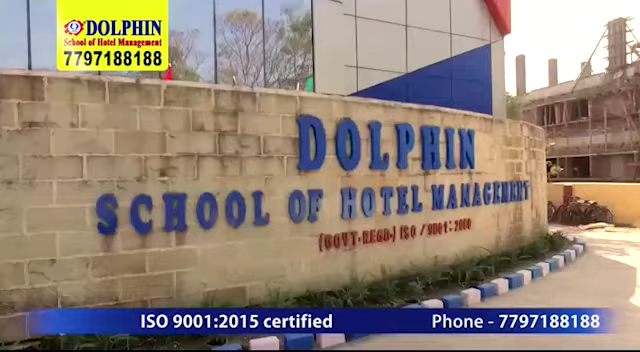 DOLPHIN
School of Hotel Management
7797188188
DOLPHIN
SCHOOL OF HOTEL MANAGEMENT
(GOVT-REGD-) ISO / 9001: 2000
ISO 9001:2015 certified Phone - 7797188188